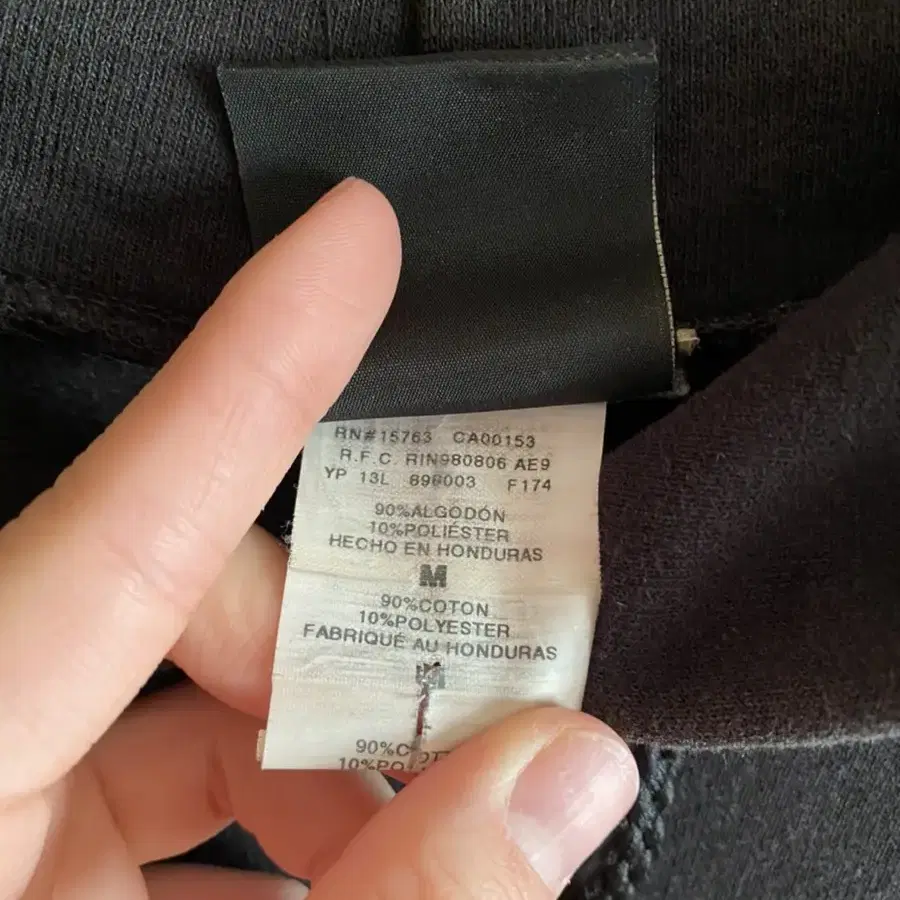 RN#15763 CA00153
R.F.C. RIN980806 AE9
YP 13L 898003 F174
90%ALGODÓN
10%POLIÉSTER
HECHO EN HONDURAS
M
90%COTON
10%POLYESTER
FABRIQUÉ AU HONDURAS
M